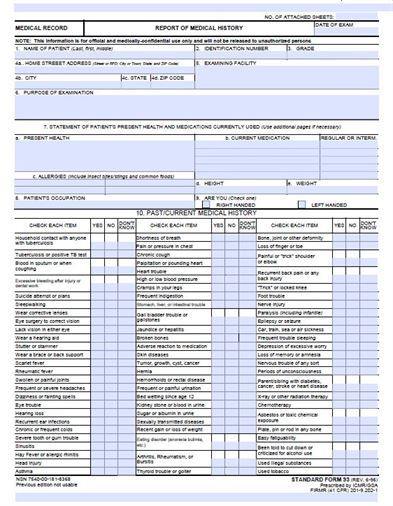 NO. OF ATTACHED SHEETS:
MEDICAL RECORD
REPORT OF MEDICAL HISTORY
DATE OF EXAM
NOTE: This information is for official and medically-confidential use only and will not be released to unauthorized persons
1. NAME OF PATIENT (Last, first, middle)
2. IDENTIFICATION NUMBER
3. GRADE
4a. HOME STREET ADDRESS (Street or RFD; City or Town; State; and ZIP Code)
5. EXAMINING FACILITY
4b. CITY
4c. STATE
4d. ZIP CODE
6. PURPOSE OF EXAMINATION
7. STATEMENT OF PATIENT'S PRESENT HEALTH AND MEDICATIONS CURRENTLY USED (Use additional pages if necessary)
a. PRESENT HEALTH
b. CURRENT MEDICATION
REGULAR OR INTERM.
c. ALLERGIES (Include insect bites/stings and common foods)
d. HEIGHT
e. WEIGHT
8. PATIENT'S OCCUPATION
9. ARE YOU (Check one)
RIGHT HANDED
LEFT HANDED
10. PAST/CURRENT MEDICAL HISTORY
CHECK EACH ITEM
YES
NO
DON'T KNOW
Household contact with anyone with tuberculosis
Tuberculosis or positive TB test
Blood in sputum or when coughing
Excessive bleeding after injury or dental work
Suicide attempt or plans
Sleepwalking
Wear corrective lenses
Eye surgery to correct vision
Lack vision in either eye
Wear a hearing aid
Stutter or stammer
Wear a brace or back support
Scarlet fever
Rheumatic fever
Swollen or painful joints
Frequent or severe headaches
Dizziness or fainting spells
Eye trouble
Hearing loss
Recurrent ear infections
Chronic or frequent colds
Severe tooth or gum trouble
Sinusitis
Hay Fever or allergic rhinitis
Head injury
Asthma
CHECK EACH ITEM
YES
NO
DON'T KNOW
Shortness of breath
Pain or pressure in chest
Chronic cough
Palpitation or pounding heart
Heart trouble
High or low blood pressure
Cramps in your legs
Frequent indigestion
Stomach, liver, or intestinal trouble
Gall bladder trouble or gallstones
Jaundice or hepatitis
Broken bones
Adverse reaction to medication
Skin diseases
Tumor, growth, cyst, cancer
Hernia
Hemorrhoids or rectal disease
Frequent or painful urination
Bed wetting since age 12
Kidney stone or blood in urine
Sugar or albumin in urine
Sexually transmitted diseases
Recent gain or loss of weight
Eating disorder (anorexia bulimia, etc.)
Arthritis, Rheumatism, or Bursitis
Thyroid trouble or goiter
CHECK EACH ITEM
YES
NO
DON'T KNOW
Bone, joint or other deformity
Loss of finger or toe
Painful or "trick" shoulder or elbow
Recurrent back pain or any back injury
"Trick" or locked knee
Foot trouble
Nerve injury
Paralysis (including infantile)
Epilepsy or seizure
Car, train, sea or air sickness
Frequent trouble sleeping
Depression or excessive worry
Loss of memory or amnesia
Nervous trouble of any sort
Periods of unconsciousness
Parent/sibling with diabetes, cancer, stroke or heart disease
X-ray or other radiation therapy
Chemotherapy
Asbestos or toxic chemical exposure
Plate, pin or rod in any bone
Easy fatigability
Been told to cut down or criticized for alcohol use
Used illegal substances
Used tobacco
NSN 7540-00-181-8368
Previous edition not usable
STANDARD FORM 93 (REV. 6-96)
Prescribed by ICMR/GSA
FIRMR (41 CFR) 201-9.202-1